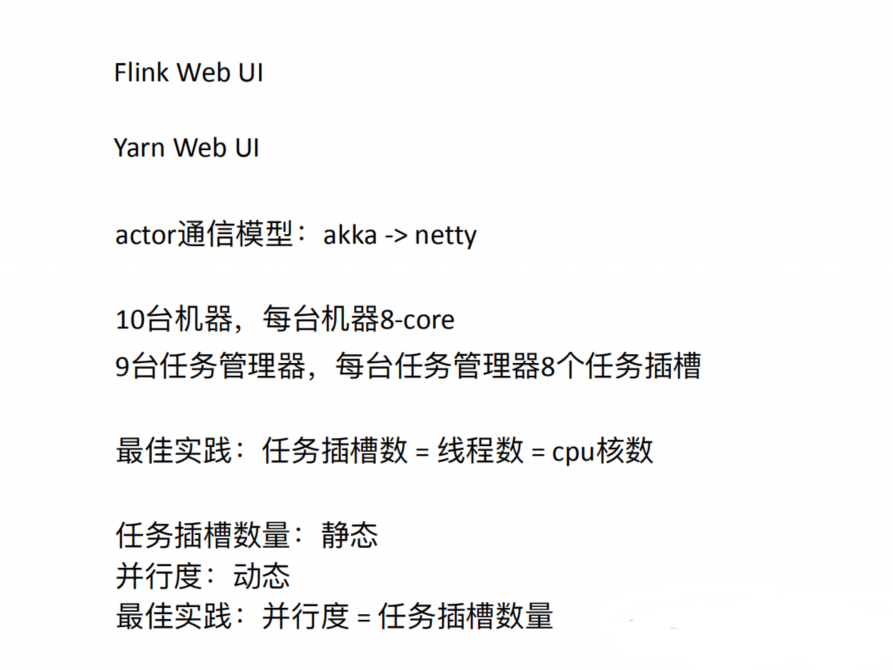 Flink Web UI
Yarn Web UI
actor通信模型：akka -> netty
10台机器，每台机器8-core
9台任务管理器，每台任务管理器8个任务插槽
最佳实践：任务插槽数 = 线程数 = cpu核数
任务插槽数量：静态
并行度：动态
最佳实践：并行度 = 任务插槽数量